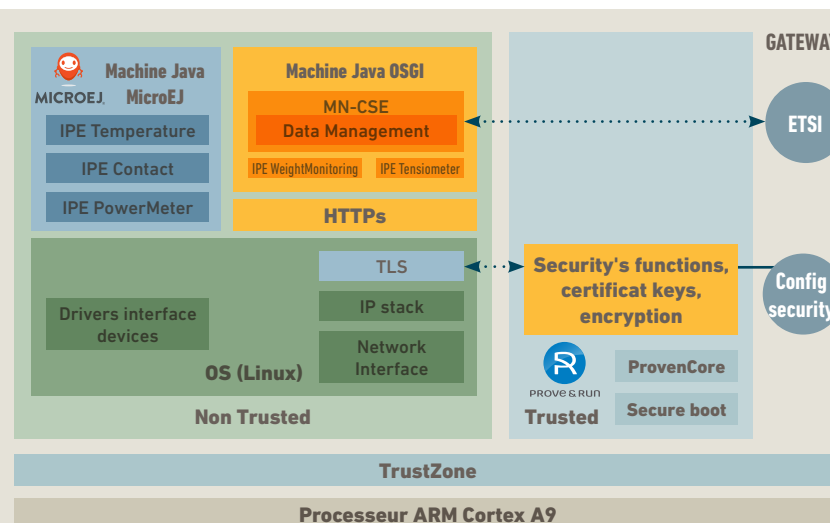 GATEWAY
Machine Java
MicroEJ
MICROEJ.
IPE Temperature
IPE Contact
IPE PowerMeter
Machine Java OSGI
MN-CSE
Data Management
IPE WeightMonitoring
IPE Tensiometer
HTTPs
ETSI
TLS
IP stack
Network
Interface
Drivers interface
devices
OS (Linux)
Non Trusted
Security's functions,
certificat keys,
encryption
Config
security
PROVE & RUN
Trusted
ProvenCore
Secure boot
TrustZone
Processeur ARM Cortex A9